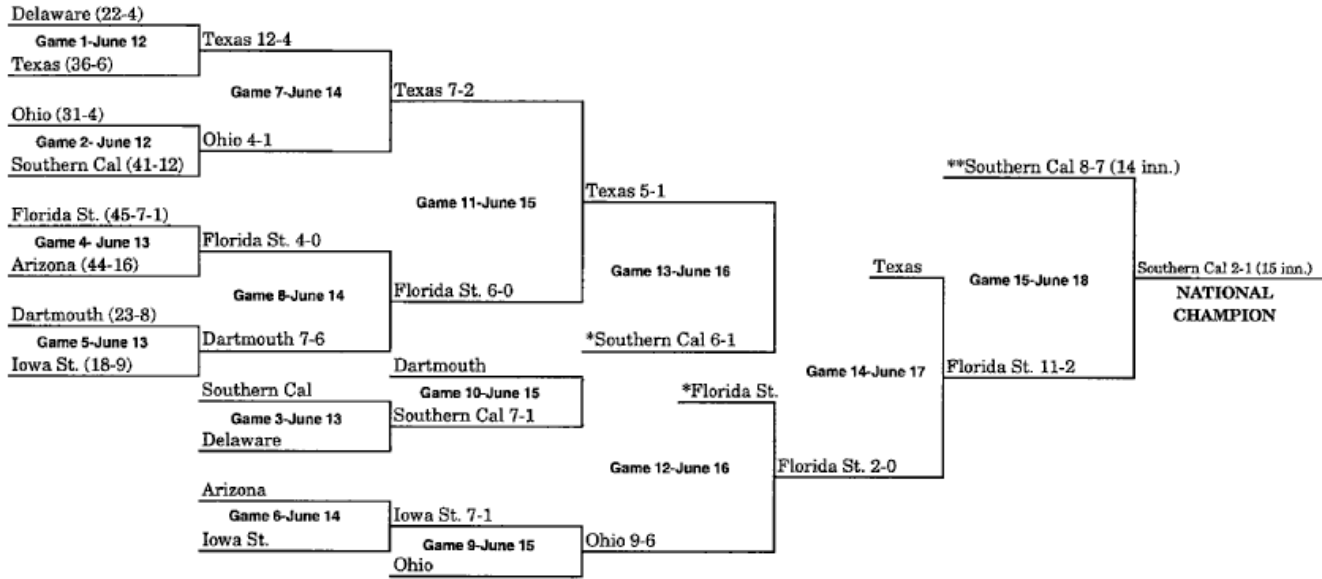 Delaware (22-4)
Game 1-June 12
Texas (36-6)
Texas 12-4
Game 7-June 14
Ohio (31-4)
Game 2- June 12
Southern Cal (41-12)
Ohio 4-1
Texas 7-2
Game 11-June 15
Florida St. (45-7-1)
Game 4- June 13
Arizona (44-16)
Florida St. 4-0
Game 8-June 14
Dartmouth (23-8)
Game 5-June 13
Iowa St. (18-9)
Dartmouth 7-6
Florida St. 6-0
Texas 5-1
Game 13-June 16
*Southern Cal 6-1
Southern Cal
Game 3-June 13
Delaware
Dartmouth
Game 10-June 15
Southern Cal 7-1
Arizona
Game 6-June 14
Iowa St.
Iowa St. 7-1
Game 9-June 15
Ohio
Ohio 9-6
*Florida St.
Game 12-June 16
Florida St. 2-0
Texas
Game 14-June 17
Florida St. 11-2
**Southern Cal 8-7 (14 inn.)
Game 15-June 18
Southern Cal 2-1 (15 inn.)
NATIONAL
CHAMPION